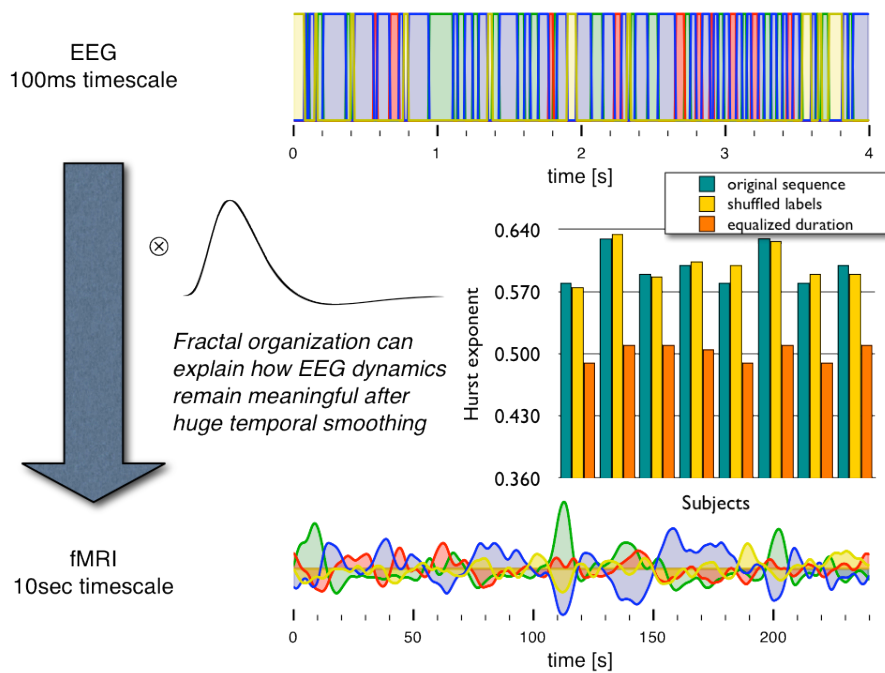 EEG
100ms timescale
0 1 2 3 4
time [s]
original sequence
shuffled labels
equalized duration
⊗
Fractal organization can
explain how EEG dynamics
remain meaningful after
huge temporal smoothing
Hurst exponent
0.640
0.570
0.500
0.430
0.360
Subjects
fMRI
10sec timescale
0 50 100 150 200
time [s]